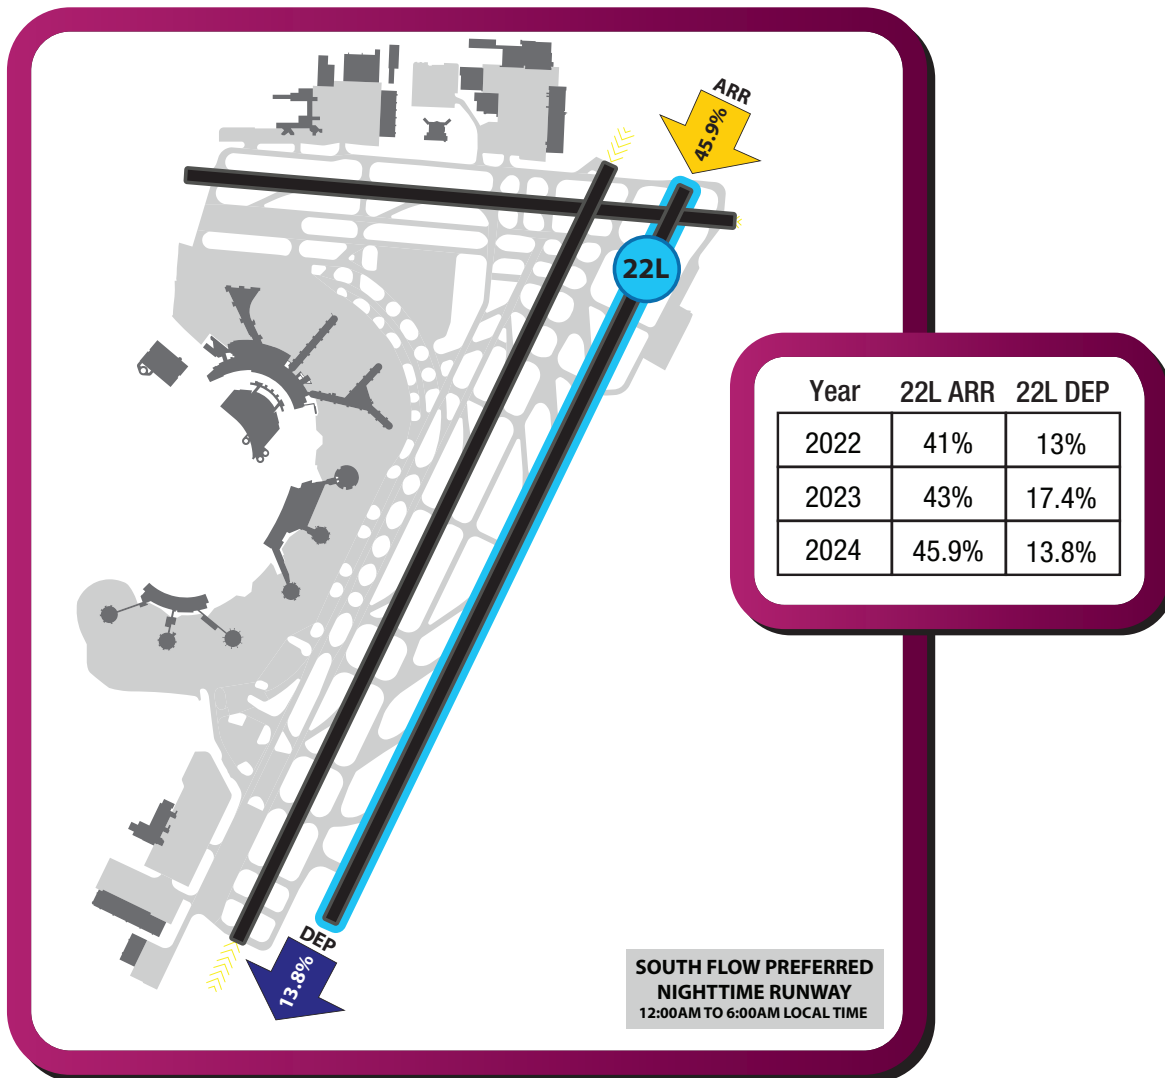 ARR
45.9%
22L
Year 22L ARR 22L DEP
2022 41% 13%
2023 43% 17.4%
2024 45.9% 13.8%
DEP
13.8%
SOUTH FLOW PREFERRED
NIGHTTIME RUNWAY
12:00AM TO 6:00AM LOCAL TIME